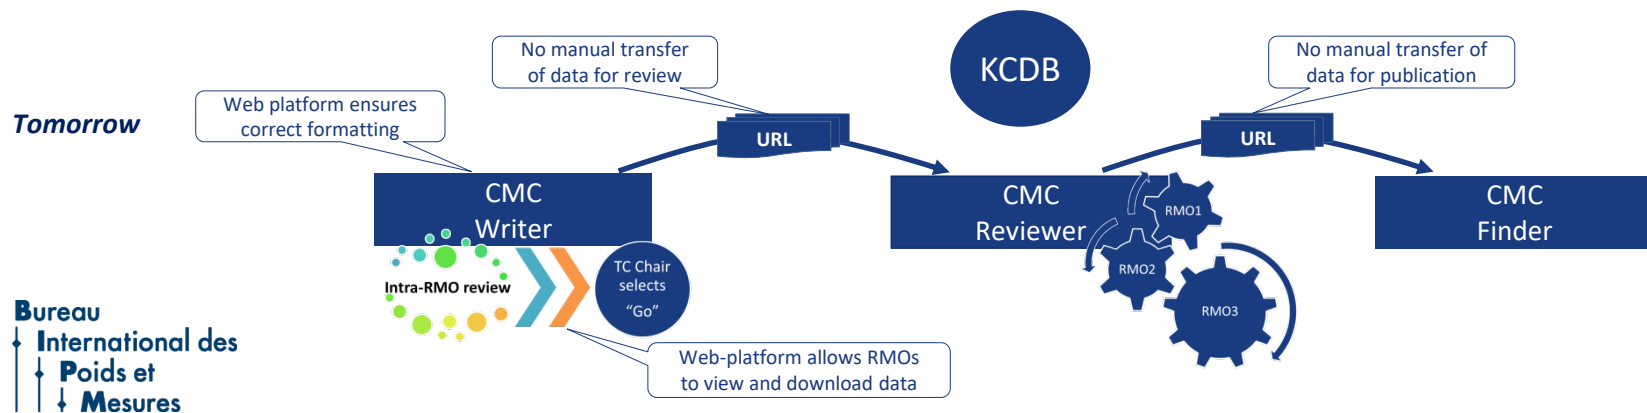 No manual transfer
of data for review
KCDB
No manual transfer of
data for publication
Web platform ensures
correct formatting
Tomorrow
URL
URL
CMC
Writer
CMC
Reviewer
CMC
Finder
RMO1
RMO2
RMO3
Intra-RMO review
TC Chair
selects
“Go”
Web-platform allows RMOs
to view and download data
Bureau
International des
Poids et
Mesures